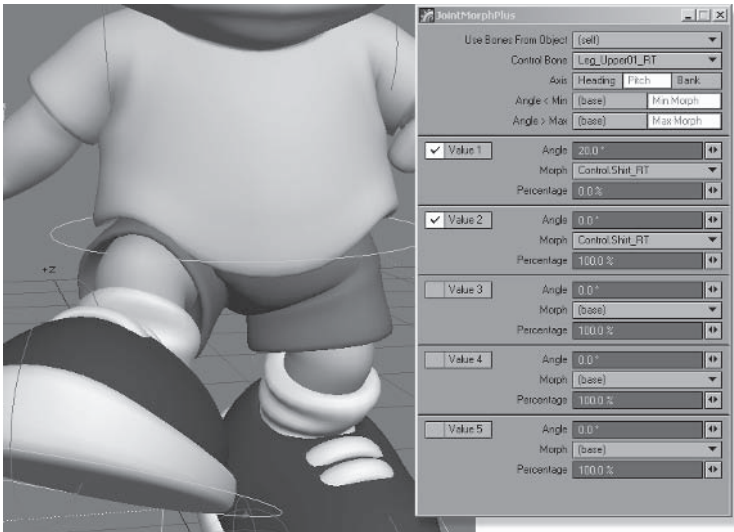 JointMorphPlus
Use Bones From Object (self)
Control Bone Leg_Upper01_RT
Axis Heading Pitch Bank
Angle < Min (base) Min Morph
Angle > Max (base) Max Morph
Value 1 Angle 20.0°
Morph Control.Shirt_RT
Percentage 0.0 %
Value 2 Angle 0.0°
Morph Control.Shirt_RT
Percentage 100.0 %
Value 3 Angle 0.0°
Morph (base)
Percentage 100.0 %
Value 4 Angle 0.0°
Morph (base)
Percentage 100.0 %
Value 5 Angle 0.0°
Morph (base)
Percentage 100.0 %
+Z